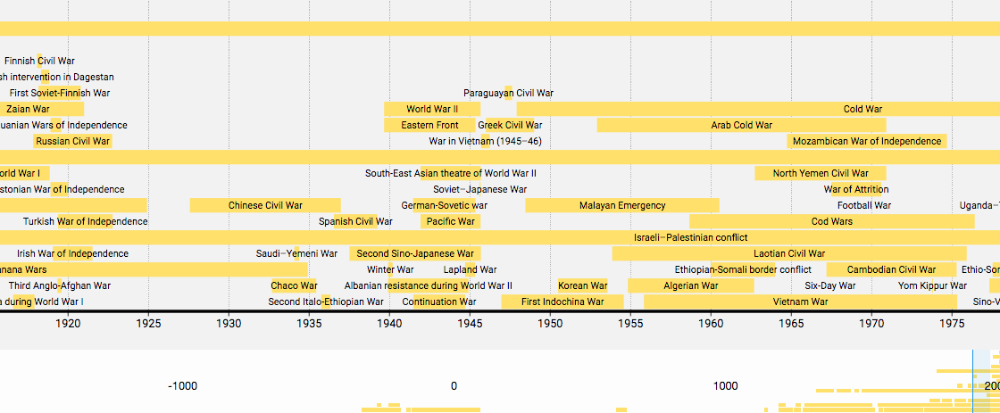 Finnish Civil War
sh intervention in Dagestan
First Soviet-Finnish War Paraguayan Civil War
Zaian War World War II Cold War
uanian Wars of Independence Eastern Front Greek Civil War Arab Cold War
Russian Civil War War in Vietnam (1945–46) Mozambican War of Independence
orld War I South-East Asian theatre of World War II North Yemen Civil War
stonian War of Independence Soviet–Japanese War War of Attrition
Chinese Civil War German-Sovetic war Malayan Emergency Football War Uganda–
Turkish War of Independence Spanish Civil War Pacific War Cod Wars
Israeli–Palestinian conflict
Irish War of Independence Saudi–Yemeni War Second Sino-Japanese War Laotian Civil War
nana Wars Winter War Lapland War Ethiopian-Somali border conflict Cambodian Civil War Ethio-Son
Third Anglo-Afghan War Chaco War Albanian resistance during World War II Korean War Algerian War Six-Day War Yom Kippur War
a during World War I Second Italo-Ethiopian War Continuation War First Indochina War Vietnam War Sino-V
1920 1925 1930 1935 1940 1945 1950 1955 1960 1965 1970 1975
-1000 0 1000 200